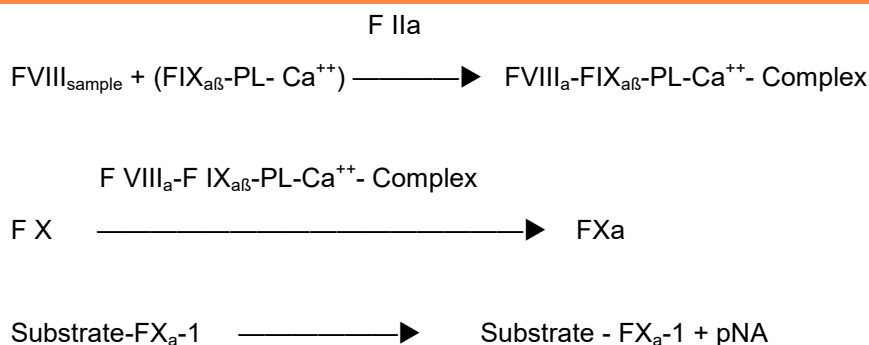 F IIa
FVIIIsample + (FIXaß-PL- Ca++) ————▶ FVIIIa-FIXaß-PL-Ca++- Complex
F VIIIa-F IXaß-PL-Ca++- Complex
F X ————————————————▶ FXa
Substrate-FXa-1 ——————▶ Substrate - FXa-1 + pNA